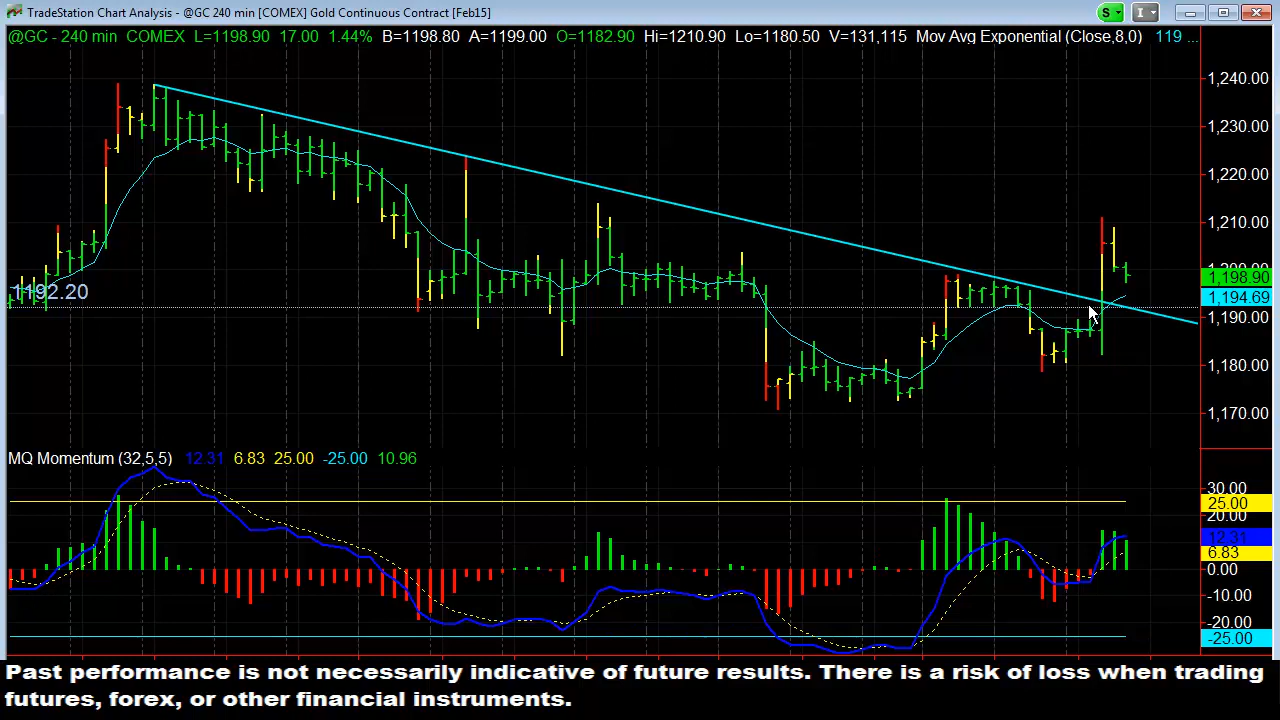 TradeStation Chart Analysis - @GC 240 min [COMEX] Gold Continuous Contract [Feb15]
S
I
@GC - 240 min COMEX L=1198.90 17.00 1.44% B=1198.80 A=1199.00 O=1182.90 Hi=1210.90 Lo=1180.50 V=131,115 Mov Avg Exponential (Close,8,0) 119 ...
1,240.00
1,230.00
1,220.00
1,210.00
1,200.00
1,198.90
1192.20
1,194.69
1,190.00
1,180.00
1,170.00
MQ Momentum (32,5,5) 12.31 6.83 25.00 -25.00 10.96
30.00
25.00
20.00
12.31
6.83
0.00
-10.00
-20.00
-25.00
Past performance is not necessarily indicative of future results. There is a risk of loss when trading
futures, forex, or other financial instruments.